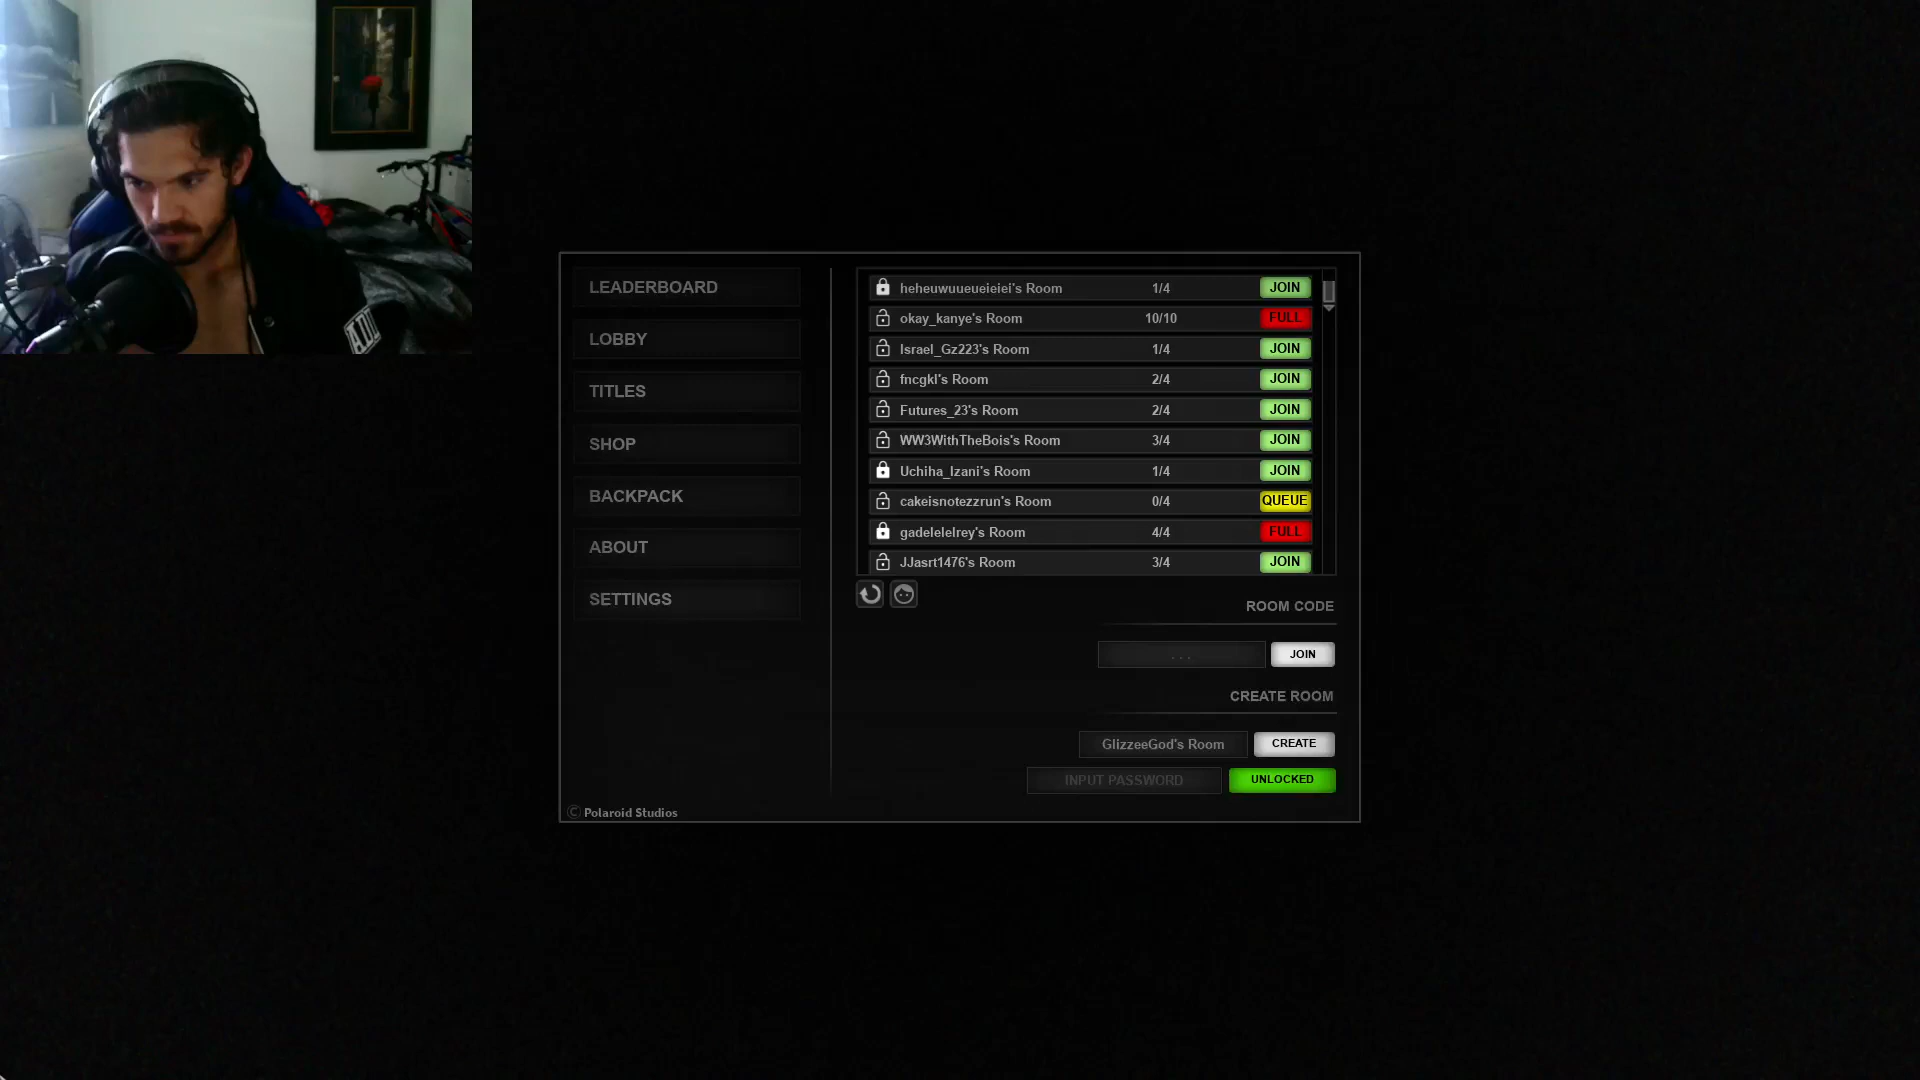 LEADERBOARD
LOBBY
TITLES
SHOP
BACKPACK
ABOUT
SETTINGS
© Polaroid Studios
heheuwuueueieiei's Room 1/4 JOIN
okay_kanye's Room 10/10 FULL
Israel_Gz223's Room 1/4 JOIN
fncgkl's Room 2/4 JOIN
Futures_23's Room 2/4 JOIN
WW3WithTheBois's Room 3/4 JOIN
Uchiha_Izani's Room 1/4 JOIN
cakeisnotezzrun's Room 0/4 QUEUE
gadelelelrey's Room 4/4 FULL
JJasrt1476's Room 3/4 JOIN
ROOM CODE
... JOIN
CREATE ROOM
GlizzeeGod's Room CREATE
INPUT PASSWORD UNLOCKED